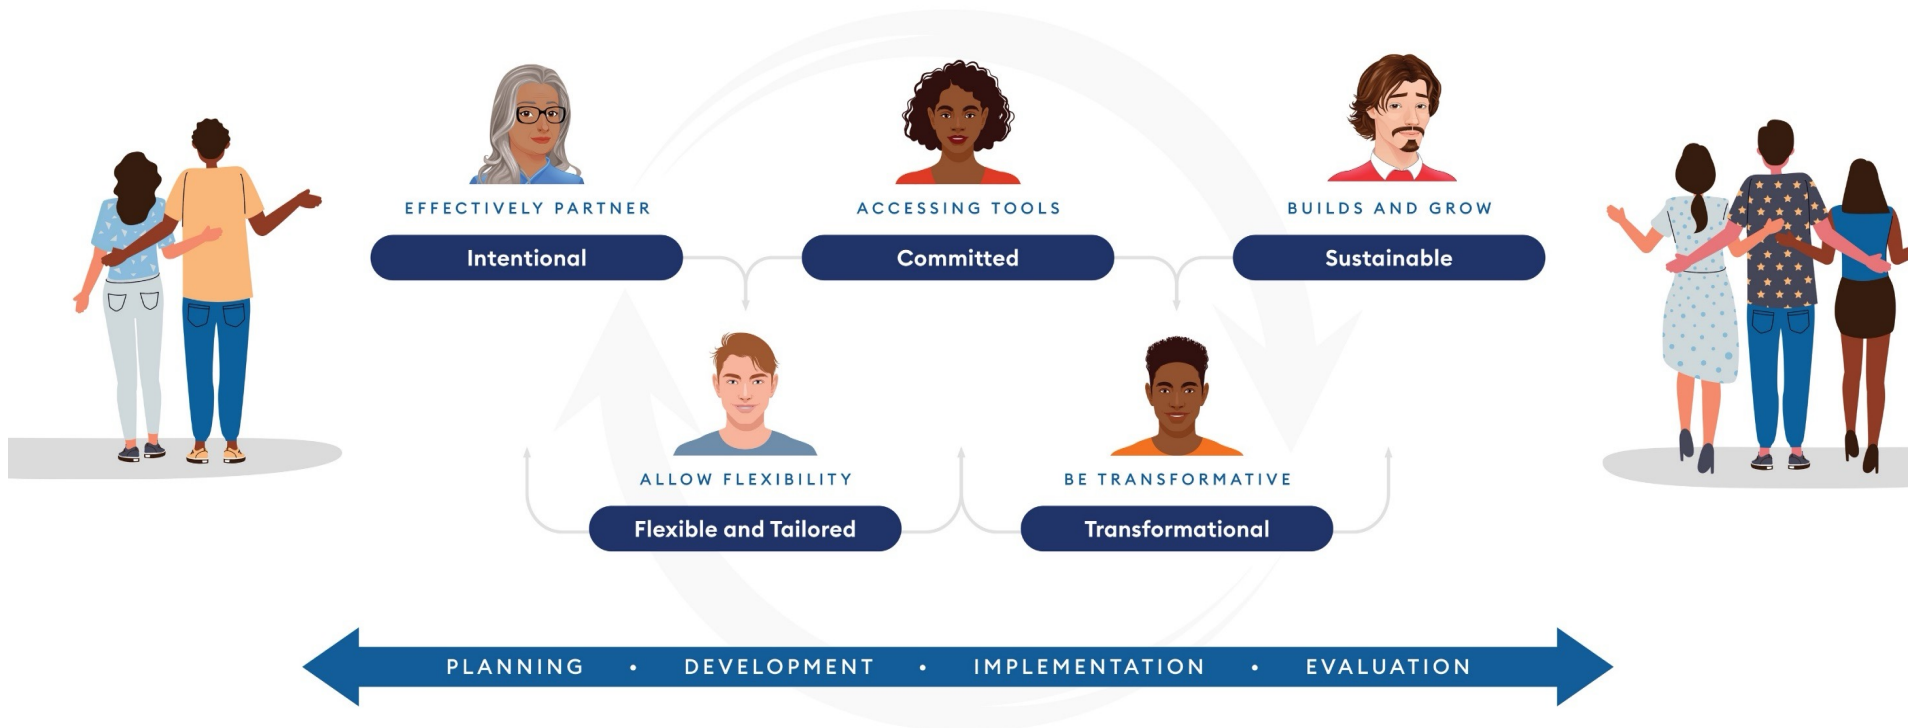 EFFECTIVELY PARTNER
Intentional
ACCESSING TOOLS
Committed
BUILDS AND GROW
Sustainable
ALLOW FLEXIBILITY
Flexible and Tailored
BE TRANSFORMATIVE
Transformational
PLANNING • DEVELOPMENT • IMPLEMENTATION • EVALUATION